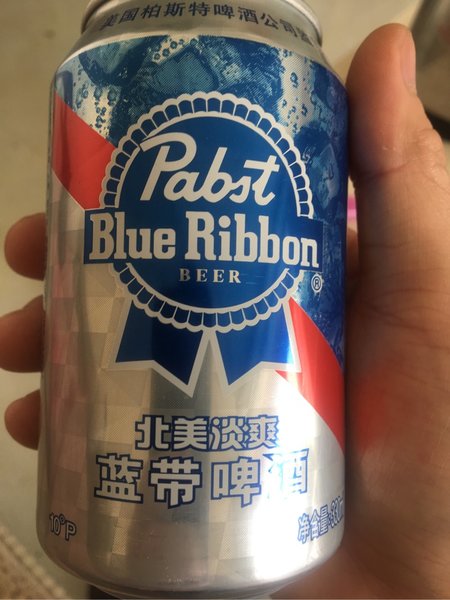 美国柏斯特啤酒公司
Pabst
Blue Ribbon
BEER
®
北美淡爽
蓝带啤酒
10°P
净含量:330m